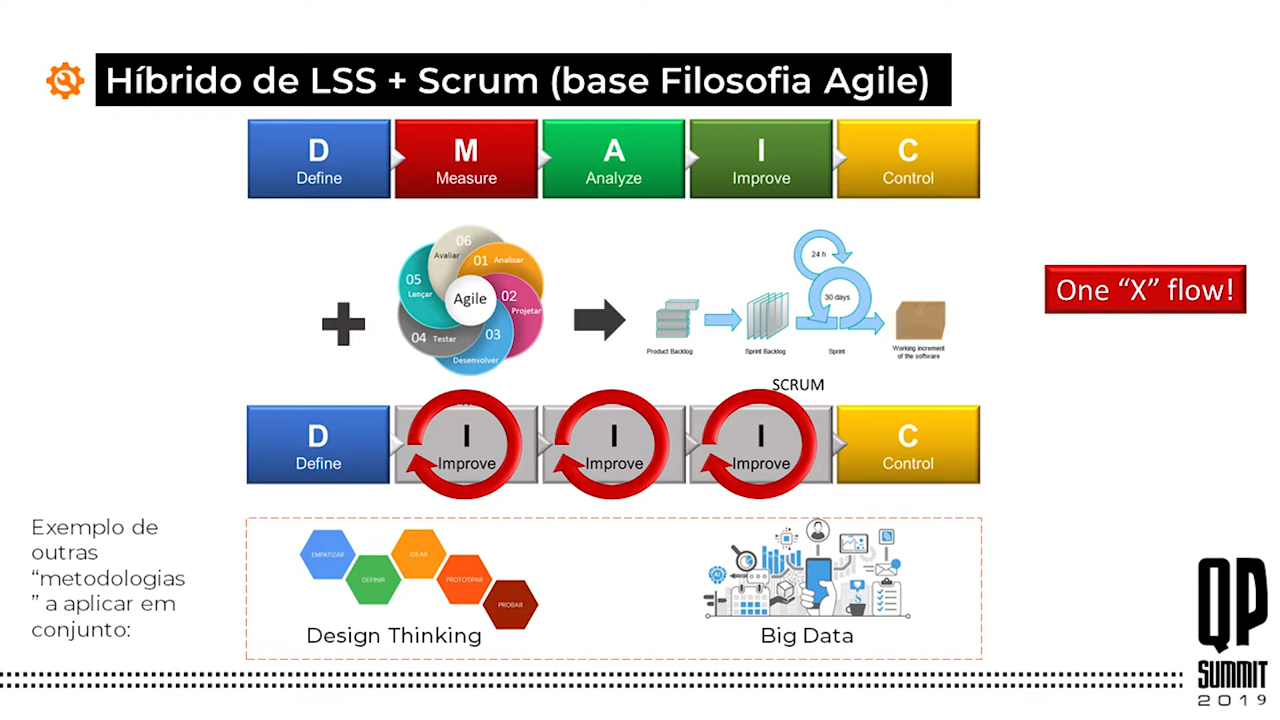 Híbrido de LSS + Scrum (base Filosofia Agile)
D
Define
M
Measure
A
Analyze
I
Improve
C
Control
06
Avaliar
01 Analisar
05
Lançar
Agile
02
Projetar
04 Testar
03
Desenvolver
24 h
30 days
Product Backlog
Sprint Backlog
Sprint
Working increment
of the software
One “X” flow!
SCRUM
D
Define
I
Improve
I
Improve
I
Improve
C
Control
Exemplo de
outras
“metodologias
” a aplicar em
conjunto:
EMPATIZAR
DEFINIR
IDEAR
PROTOTIPAR
PROBAR
Design Thinking
AI
Big Data
QP
SUMMIT
2019